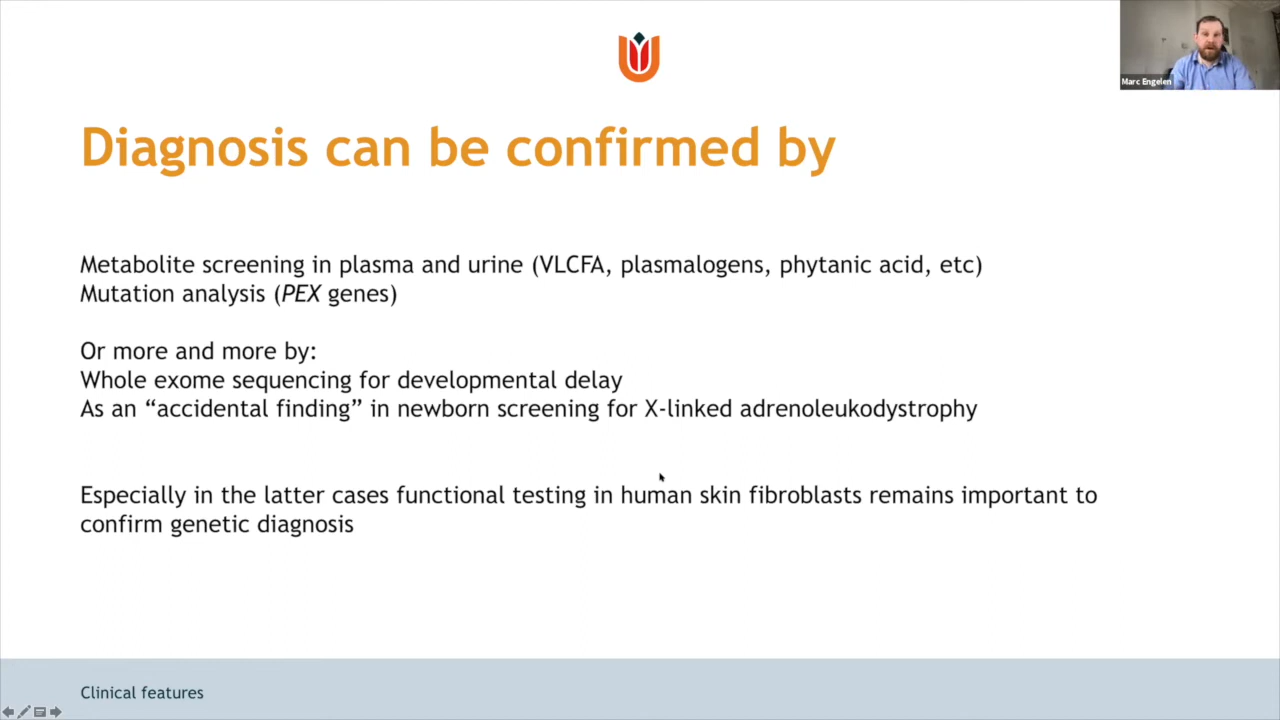 Marc Engelen
Diagnosis can be confirmed by
Metabolite screening in plasma and urine (VLCFA, plasmalogens, phytanic acid, etc)
Mutation analysis (PEX genes)
Or more and more by:
Whole exome sequencing for developmental delay
As an “accidental finding” in newborn screening for X-linked adrenoleukodystrophy
Especially in the latter cases functional testing in human skin fibroblasts remains important to
confirm genetic diagnosis
Clinical features